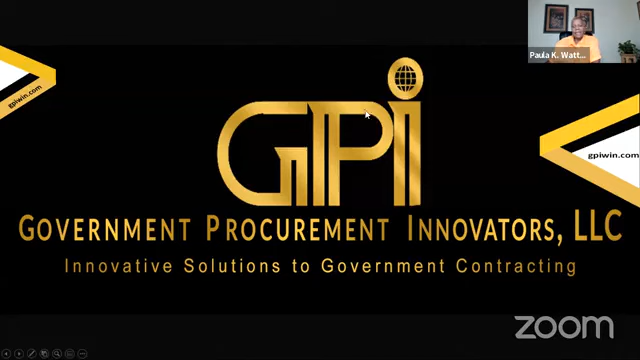 Paula K. Watt...
gpiwin.com
GPi
gpiwin.com
GOVERNMENT PROCUREMENT INNOVATORS, LLC
Innovative Solutions to Government Contracting
zoom